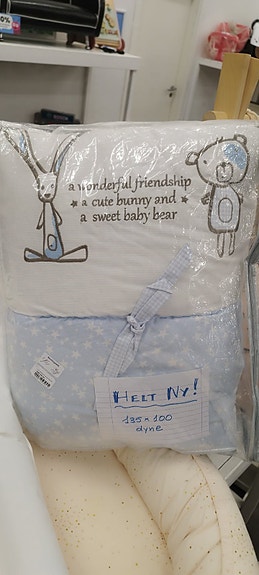 a wonderful friendship
a cute bunny and
a sweet baby bear
HELT NY!
135 x 100
dyne